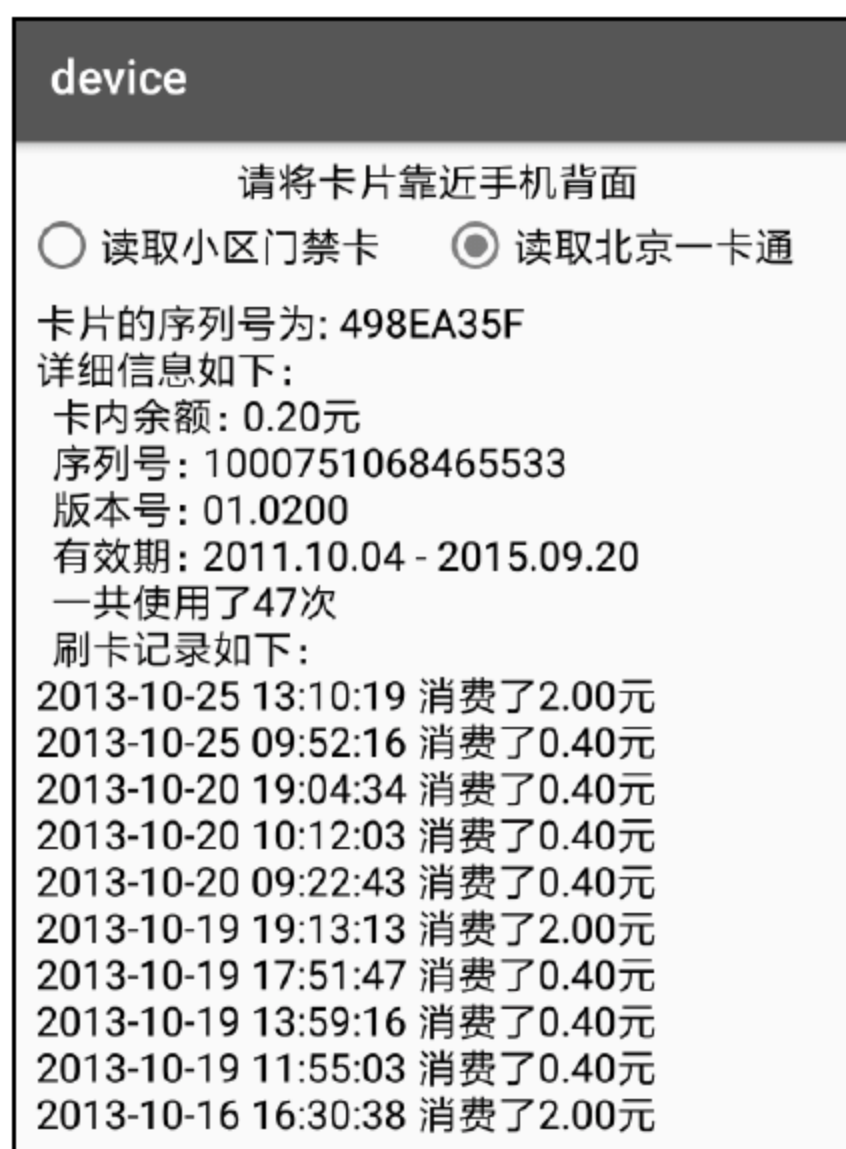 device
请将卡片靠近手机背面
读取小区门禁卡 读取北京一卡通
卡片的序列号为: 498EA35F
详细信息如下:
卡内余额: 0.20元
序列号: 1000751068465533
版本号: 01.0200
有效期: 2011.10.04 - 2015.09.20
一共使用了47次
刷卡记录如下:
2013-10-25 13:10:19 消费了2.00元
2013-10-25 09:52:16 消费了0.40元
2013-10-20 19:04:34 消费了0.40元
2013-10-20 10:12:03 消费了0.40元
2013-10-20 09:22:43 消费了0.40元
2013-10-19 19:13:13 消费了2.00元
2013-10-19 17:51:47 消费了0.40元
2013-10-19 13:59:16 消费了0.40元
2013-10-19 11:55:03 消费了0.40元
2013-10-16 16:30:38 消费了2.00元